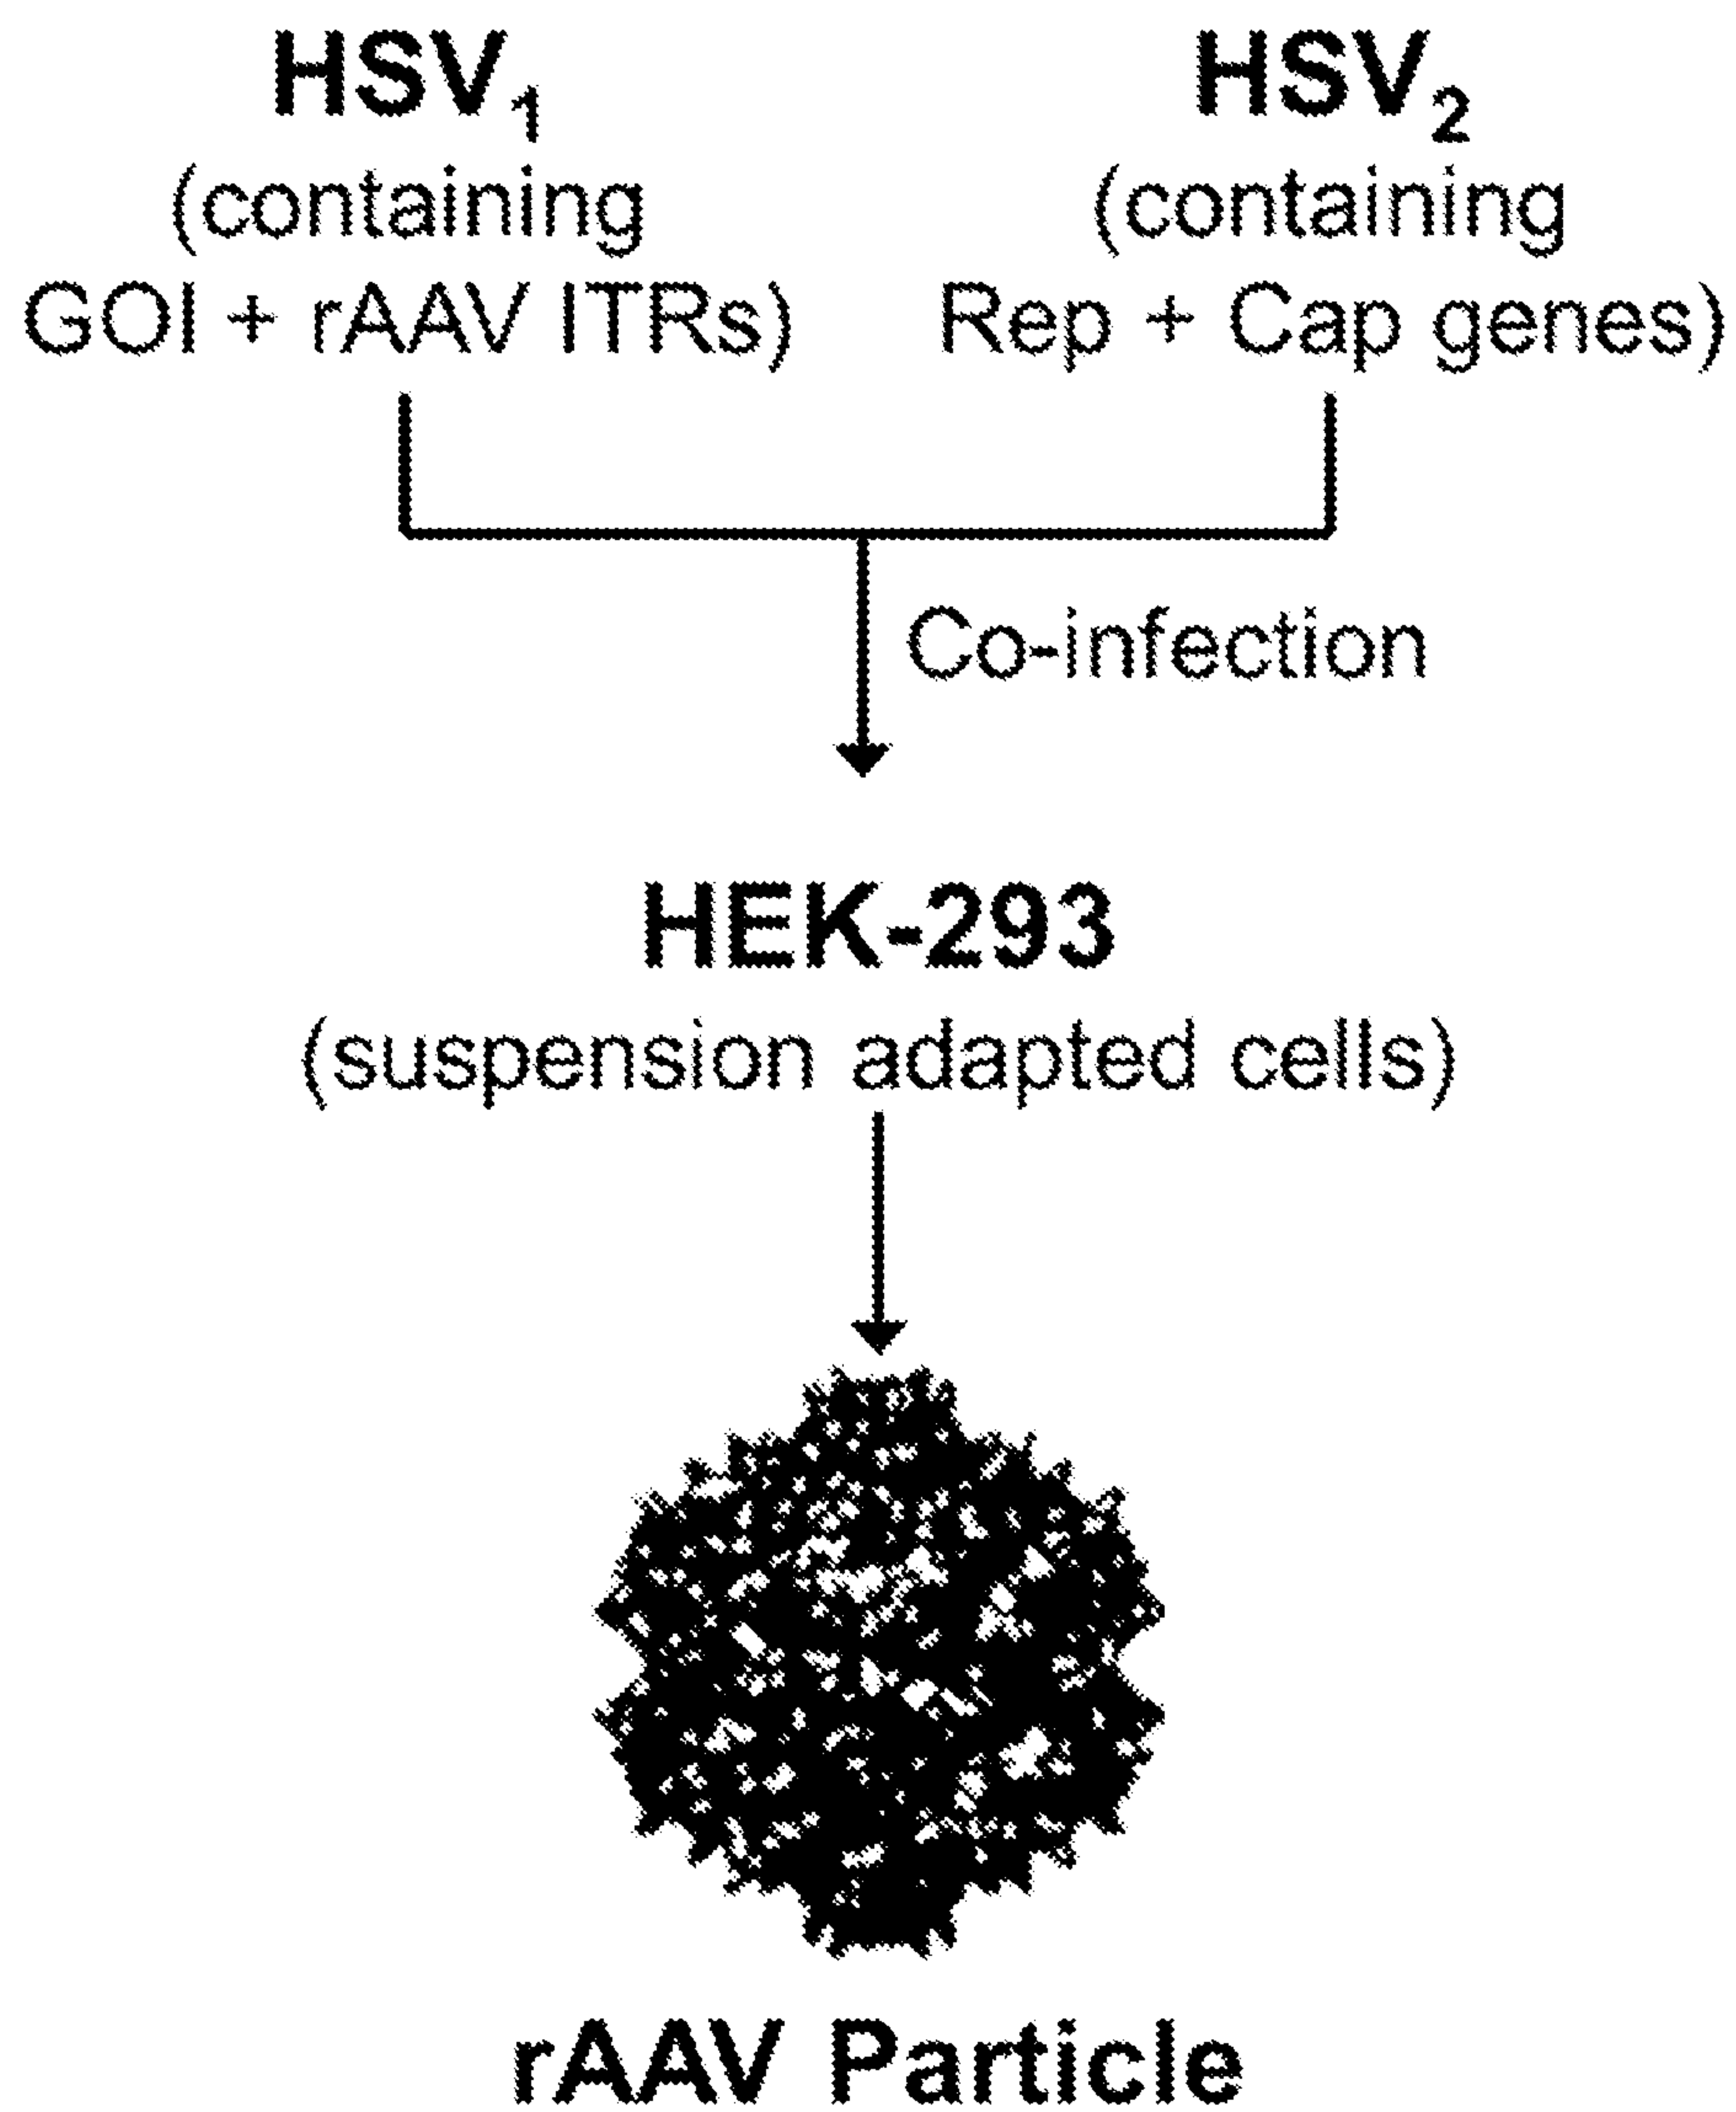 HSV₁
(containing
GOI + rAAV ITRs)
HSV₂
(containing
Rep + Cap genes)
Co-infection
HEK-293
(suspension adapted cells)
rAAV Particle